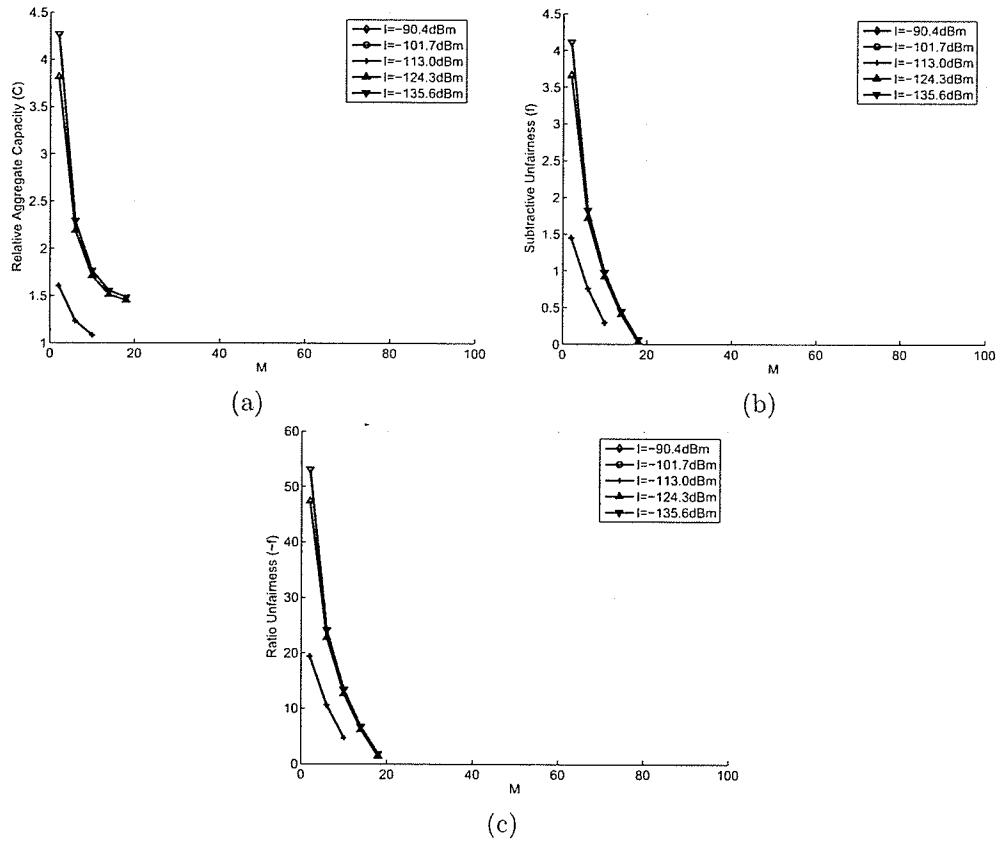 4.5
4
3.5
3
2.5
2
1.5
1
Relative Aggregate Capacity (C)
0 20 40 60 80 100
M
I=−90.4dBm
I=−101.7dBm
I=−113.0dBm
I=−124.3dBm
I=−135.6dBm
(a)
4.5
4
3.5
3
2.5
2
1.5
1
0.5
0
Subtractive Unfairness (f)
0 20 40 60 80 100
M
I=−90.4dBm
I=−101.7dBm
I=−113.0dBm
I=−124.3dBm
I=−135.6dBm
(b)
60
50
40
30
20
10
0
Ratio Unfairness (~f)
0 20 40 60 80 100
M
I=−90.4dBm
I=−101.7dBm
I=−113.0dBm
I=−124.3dBm
I=−135.6dBm
(c)